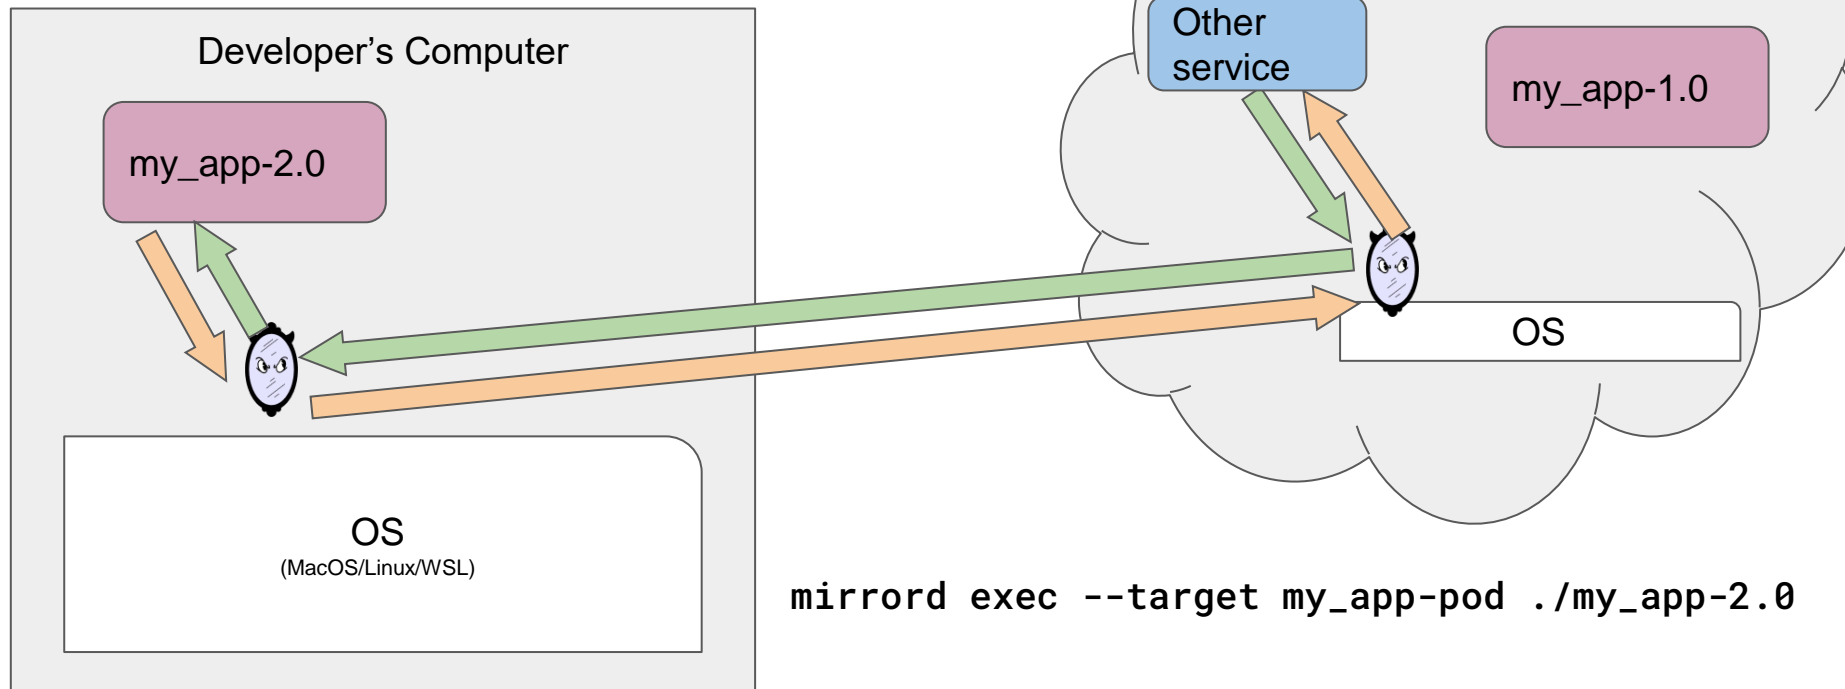 Developer’s Computer
my_app-2.0
OS
(MacOS/Linux/WSL)
Other
service
my_app-1.0
OS
mirrord exec --target my_app-pod ./my_app-2.0